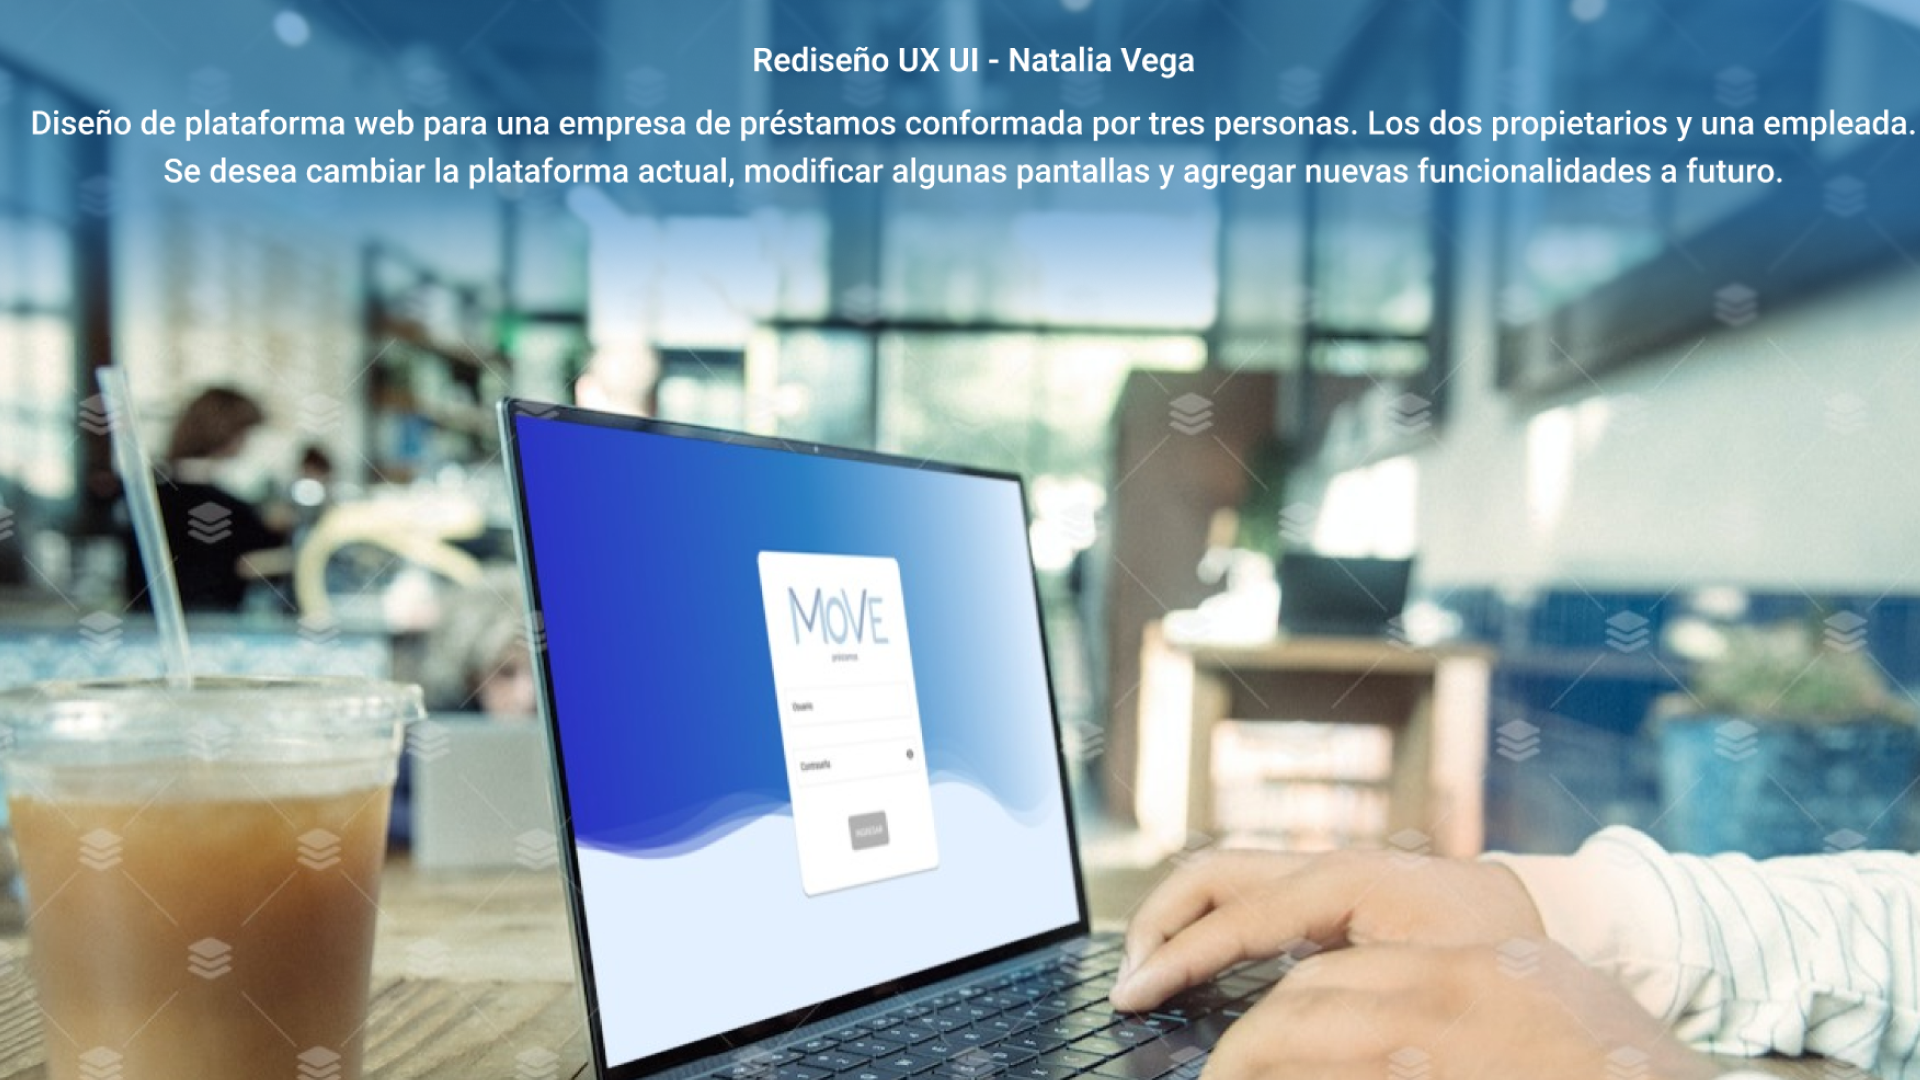 Rediseño UX UI - Natalia Vega
Diseño de plataforma web para una empresa de préstamos conformada por tres personas. Los dos propietarios y una empleada.
Se desea cambiar la plataforma actual, modificar algunas pantallas y agregar nuevas funcionalidades a futuro.
MOVE
préstamos
Usuario
Contraseña
INGRESAR